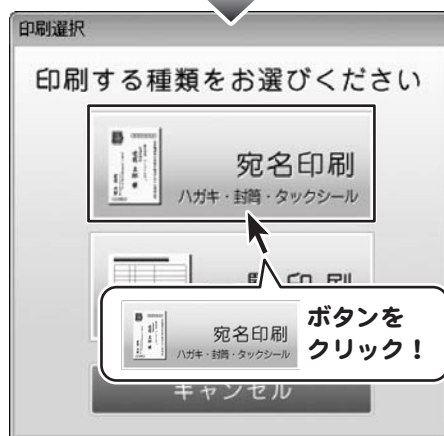 印刷選択
印刷する種類をお選びください
宛名印刷
ハガキ・封筒・タックシール
印刷
宛名印刷
ハガキ・封筒・タックシール
ボタンを
クリック！
キャンセル